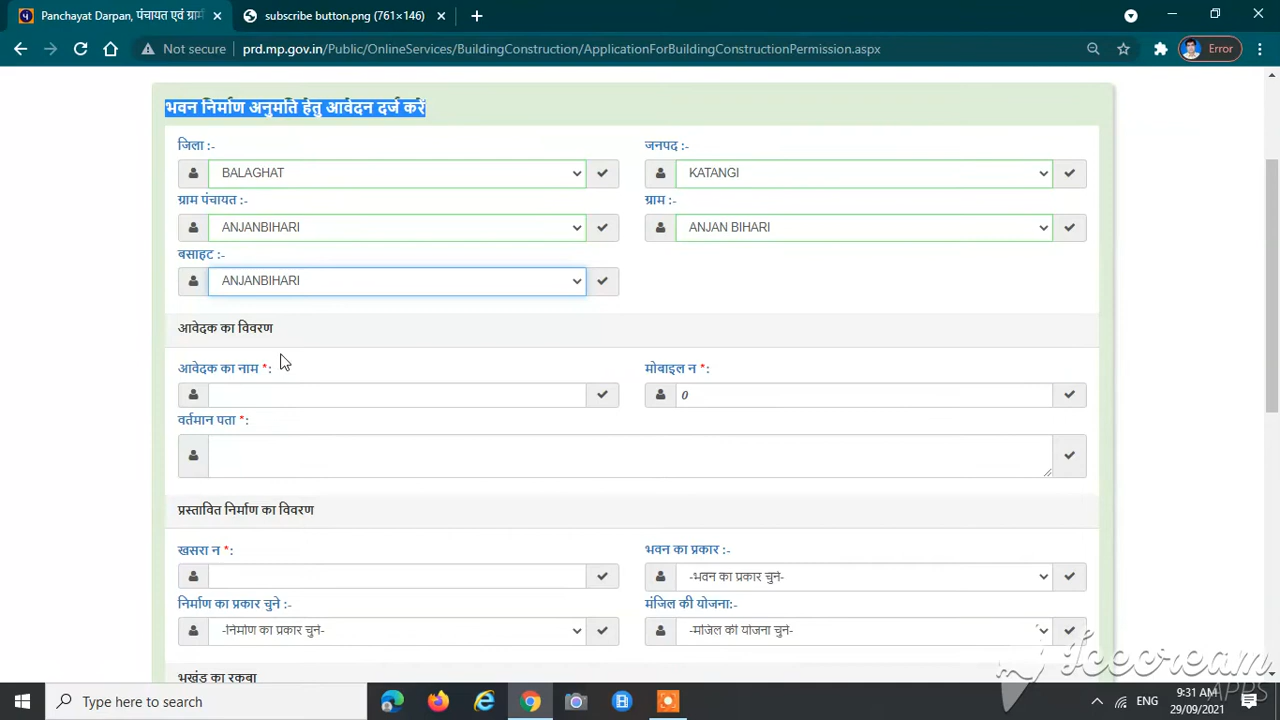 Panchayat Darpan, पंचायत एवं ग्राम
subscribe button.png (761×146)
Not secure
prd.mp.gov.in/Public/OnlineServices/BuildingConstruction/ApplicationForBuildingConstructionPermission.aspx
Error
भवन निर्माण अनुमति हेतु आवेदन दर्ज करें
जिला :-
जनपद :-
BALAGHAT
KATANGI
ग्राम पंचायत :-
ग्राम :-
ANJANBIHARI
ANJAN BIHARI
बसाहट :-
ANJANBIHARI
आवेदक का विवरण
आवेदक का नाम *:
मोबाइल न *:
0
वर्तमान पता *:
प्रस्तावित निर्माण का विवरण
खसरा न *:
भवन का प्रकार :-
-भवन का प्रकार चुने-
निर्माण का प्रकार चुने :-
मंजिल की योजना:-
-निर्माण का प्रकार चुने-
-मंजिल की योजना चुने-
भूखंड का रकबा
Icecream
APPS
Type here to search
ENG
9:31 AM
29/09/2021